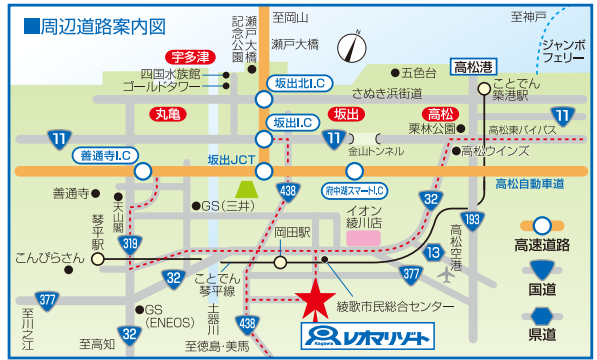 ■周辺道路案内図
至岡山
瀬戸大橋
瀬戸大橋
記念公園
至神戸
ジャンボ
フェリー
宇多津
四国水族館
ゴールドタワー
坂出北I.C
五色台
さぬき浜街道
高松港
ことでん
築港駅
丸亀
坂出I.C
坂出
高松
栗林公園
11
11
11
金山トンネル
高松東バイパス
高松ウインズ
善通寺I.C
坂出JCT
府中湖スマートI.C
高松自動車道
善通寺
天山閣
GS(三井)
438
32
193
琴平駅
319
イオン
綾川店
岡田駅
高松空港
高速道路
こんぴらさん
32
ことでん
琴平線
377
13
国道
377
綾歌市民総合センター
GS
(ENEOS)
土器川
県道
至川之江
32
至高知
438
至徳島・美馬
Kagawa
レオマリゾート
N